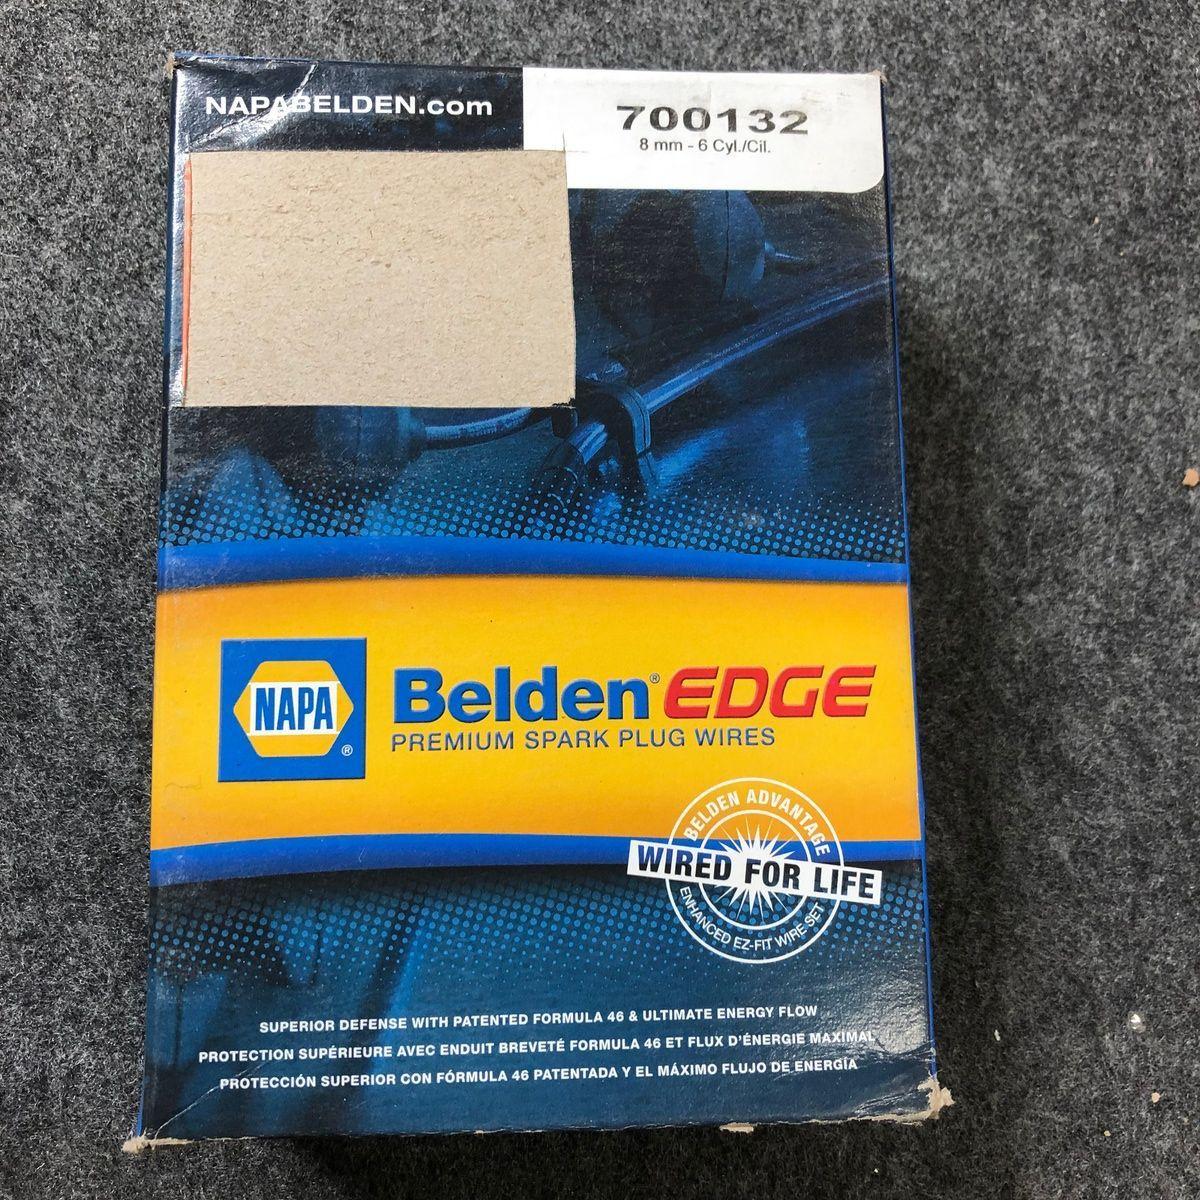 NAPABELDEN.com
700132
8 mm - 6 Cyl./Cil.
NAPA®
Belden® EDGE
PREMIUM SPARK PLUG WIRES
BELDEN ADVANTAGE
WIRED FOR LIFE
ENHANCED EZ-FIT WIRE SET
SUPERIOR DEFENSE WITH PATENTED FORMULA 46 & ULTIMATE ENERGY FLOW
PROTECTION SUPÉRIEURE AVEC ENDUIT BREVETÉ FORMULA 46 ET FLUX D'ÉNERGIE MAXIMAL
PROTECCIÓN SUPERIOR CON FÓRMULA 46 PATENTADA Y EL MÁXIMO FLUJO DE ENERGÍA